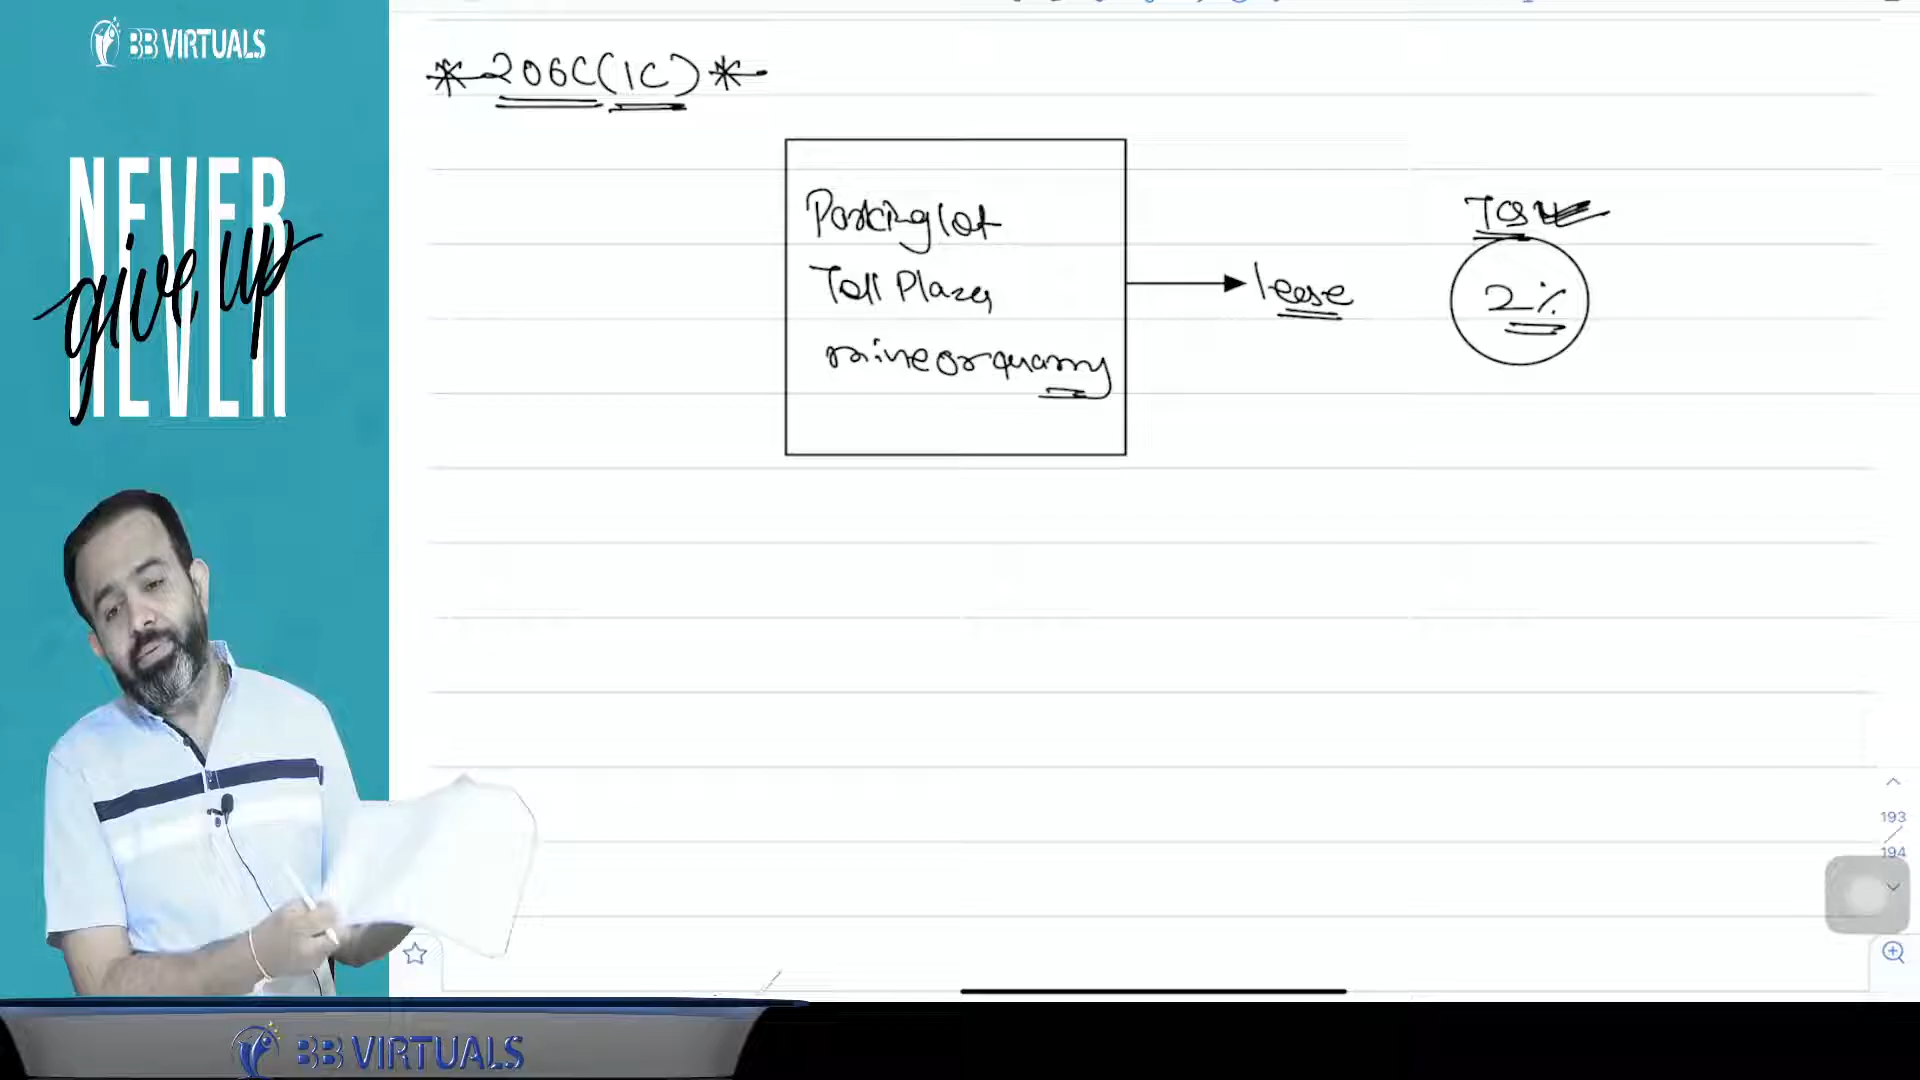 BB VIRTUALS
NEVER
give up
NEVER
206C (1C)
Parking lot
Toll Plaza
mine or quarry
lease
TCS
2%
193
194
BB VIRTUALS